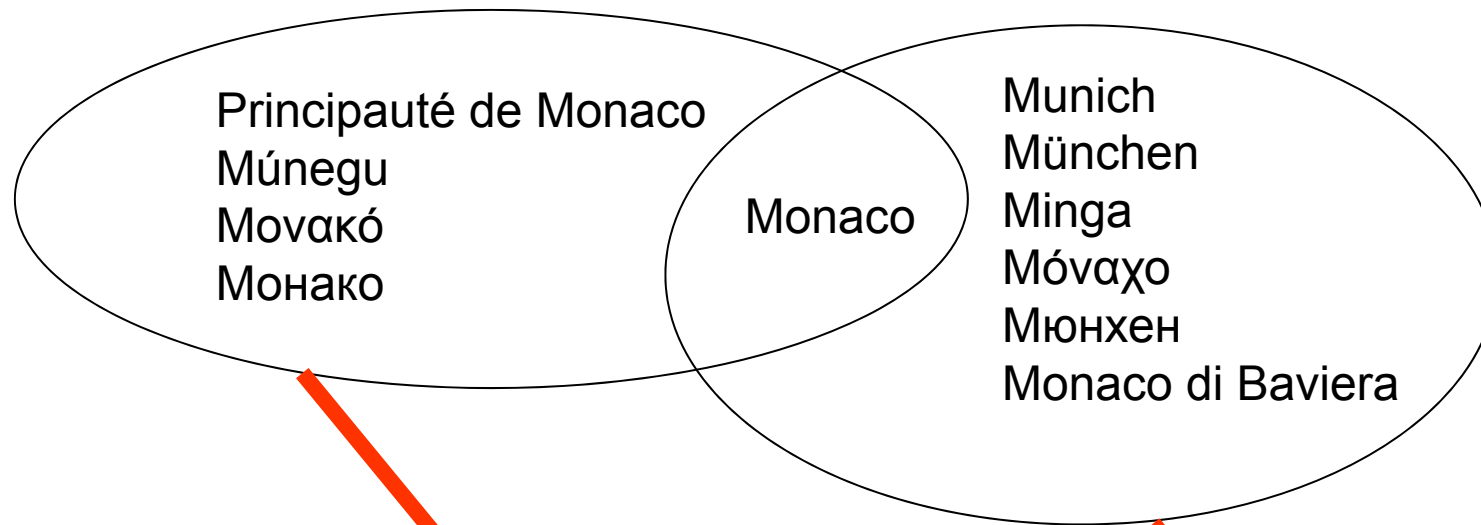 Principauté de Monaco
Múnegu
Μονακό
Монако
Monaco
Munich
München
Minga
Μόναχο
Мюнхен
Monaco di Baviera